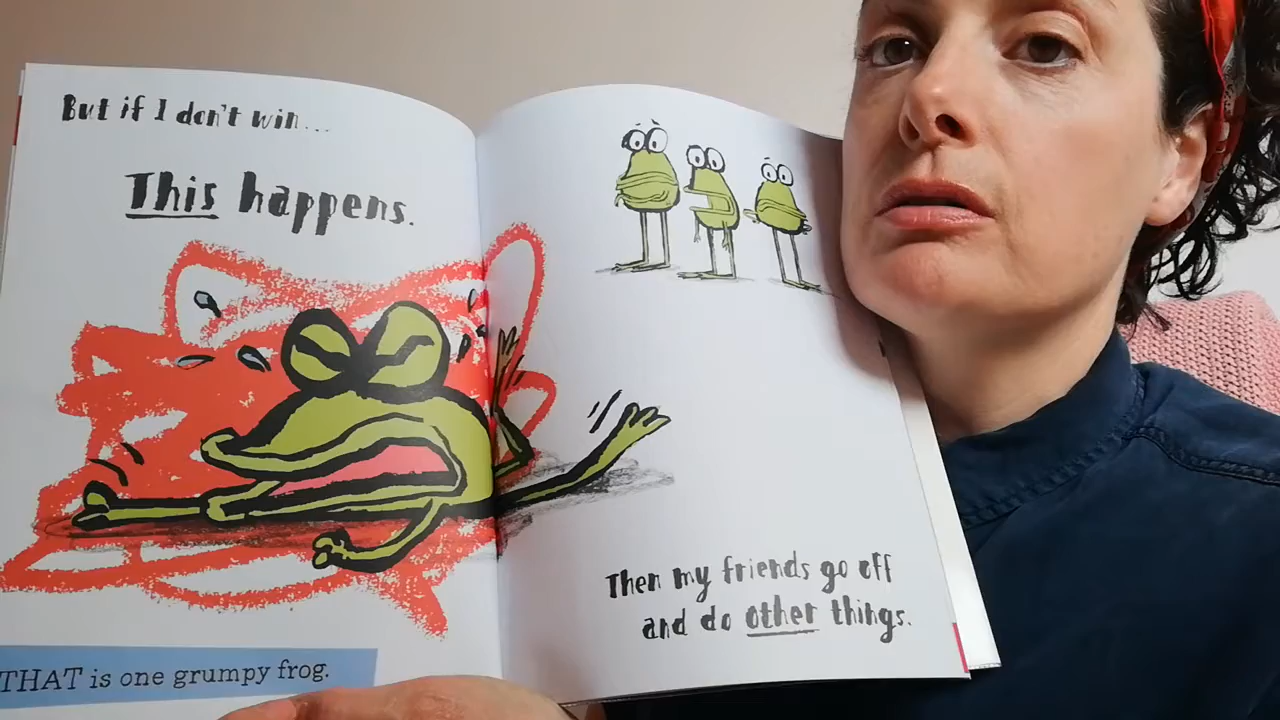 But if I don't win...
This happens.
THAT is one grumpy frog.
Then my friends go off
and do other things.